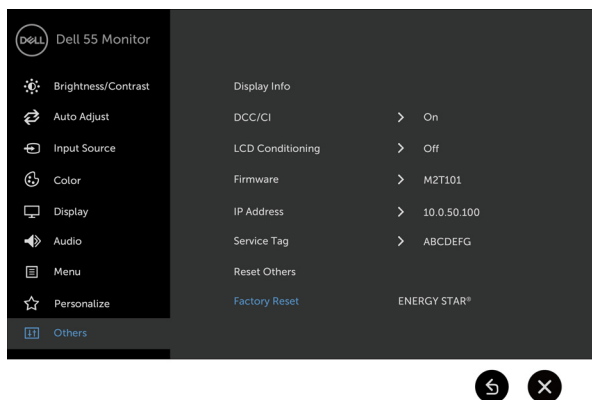 DELL Dell 55 Monitor
Brightness/Contrast
Auto Adjust
Input Source
Color
Display
Audio
Menu
Personalize
Others
Display Info
DCC/CI > On
LCD Conditioning > Off
Firmware > M2T101
IP Address > 10.0.50.100
Service Tag > ABCDEFG
Reset Others
Factory Reset ENERGY STAR®